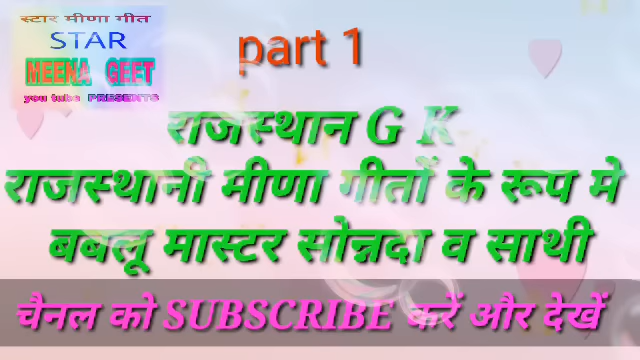 स्टार मीणा गीत
STAR
MEENA GEET
you tube PRESENTS
part 1
राजस्थान G K
राजस्थानी मीणा गीतों के रूप मे
बबलू मास्टर सोन्नदा व साथी
चैनल को SUBSCRIBE करें और देखें